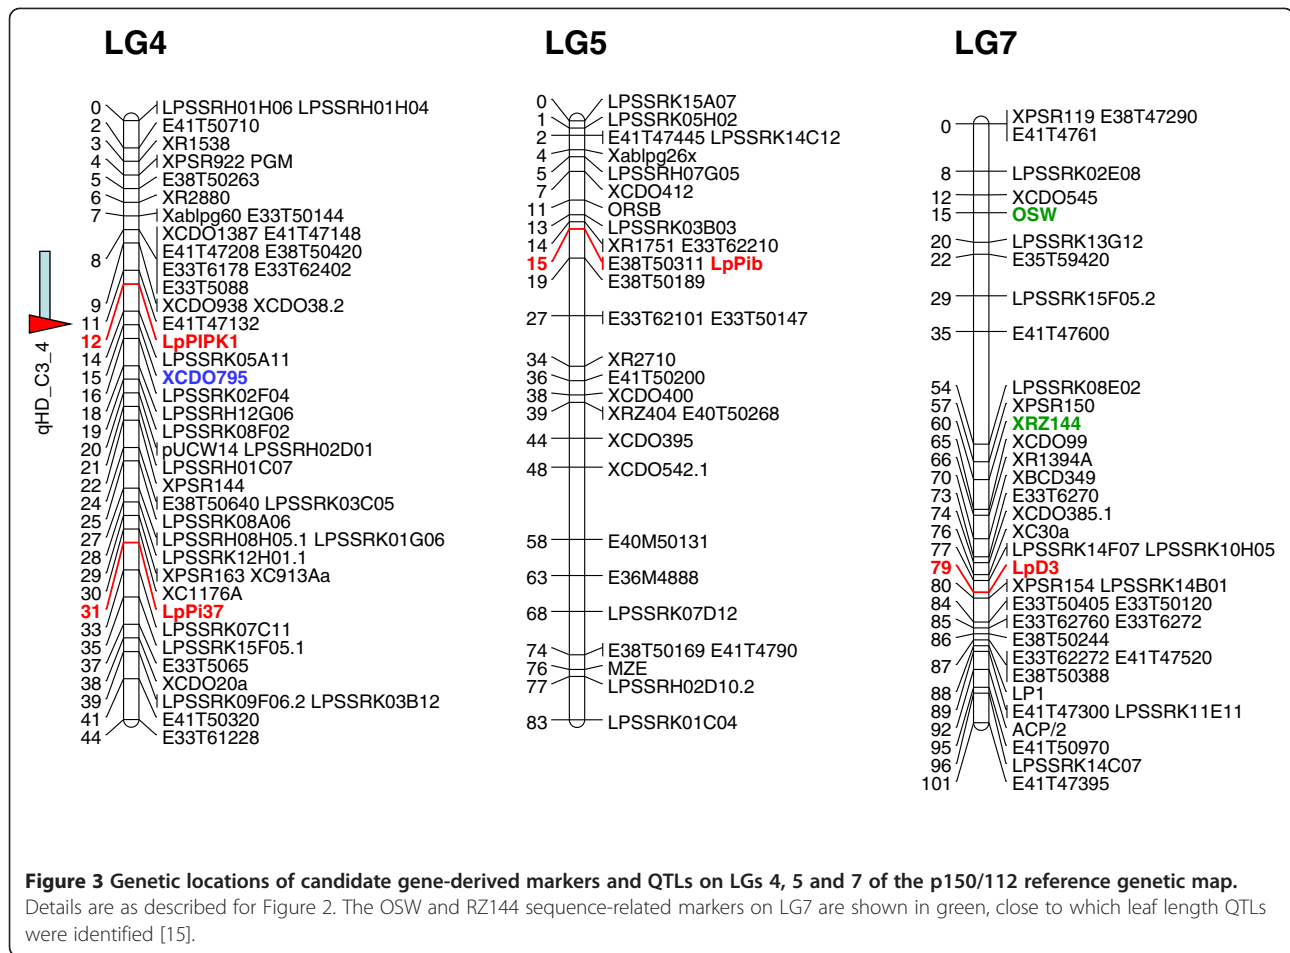 LG4
0 LPSSRH01H06 LPSSRH01H04
2 E41T50710
3 XR1538
4 XPSR922 PGM
5 E38T50263
6 XR2880
7 Xablpg60 E33T50144
8 XCDO1387 E41T47148
E41T47208 E38T50420
E33T6178 E33T62402
E33T5088
9 XCDO938 XCDO38.2
11 E41T47132
12 LpPIPK1
14 LPSSRK05A11
15 XCDO795
16 LPSSRK02F04
18 LPSSRH12G06
19 LPSSRK08F02
20 pUCW14 LPSSRH02D01
21 LPSSRH01C07
22 XPSR144
24 E38T50640 LPSSRK03C05
25 LPSSRK08A06
27 LPSSRH08H05.1 LPSSRK01G06
28 LPSSRK12H01.1
29 XPSR163 XC913Aa
30 XC1176A
31 LpPi37
33 LPSSRK07C11
35 LPSSRK15F05.1
37 E33T5065
38 XCDO20a
39 LPSSRK09F06.2 LPSSRK03B12
41 E41T50320
44 E33T61228
qHD_C3_4
LG5
0 LPSSRK15A07
1 LPSSRK05H02
2 E41T47445 LPSSRK14C12
4 Xablpg26x
5 LPSSRH07G05
7 XCDO412
11 ORSB
13 LPSSRK03B03
14 XR1751 E33T62210
15 E38T50311 LpPib
19 E38T50189
27 E33T62101 E33T50147
34 XR2710
36 E41T50200
38 XCDO400
39 XRZ404 E40T50268
44 XCDO395
48 XCDO542.1
58 E40M50131
63 E36M4888
68 LPSSRK07D12
74 E38T50169 E41T4790
76 MZE
77 LPSSRH02D10.2
83 LPSSRK01C04
LG7
0 XPSR119 E38T47290
E41T4761
8 LPSSRK02E08
12 XCDO545
15 OSW
20 LPSSRK13G12
22 E35T59420
29 LPSSRK15F05.2
35 E41T47600
54 LPSSRK08E02
57 XPSR150
60 XRZ144
65 XCDO99
66 XR1394A
70 XBCD349
73 E33T6270
74 XCDO385.1
76 XC30a
77 LPSSRK14F07 LPSSRK10H05
79 LpD3
80 XPSR154 LPSSRK14B01
84 E33T50405 E33T50120
85 E33T62760 E33T6272
86 E38T50244
87 E33T62272 E41T47520
E38T50388
88 LP1
89 E41T47300 LPSSRK11E11
92 ACP/2
95 E41T50970
96 LPSSRK14C07
101 E41T47395
Figure 3 Genetic locations of candidate gene-derived markers and QTLs on LGs 4, 5 and 7 of the p150/112 reference genetic map.
Details are as described for Figure 2. The OSW and RZ144 sequence-related markers on LG7 are shown in green, close to which leaf length QTLs
were identified [15].